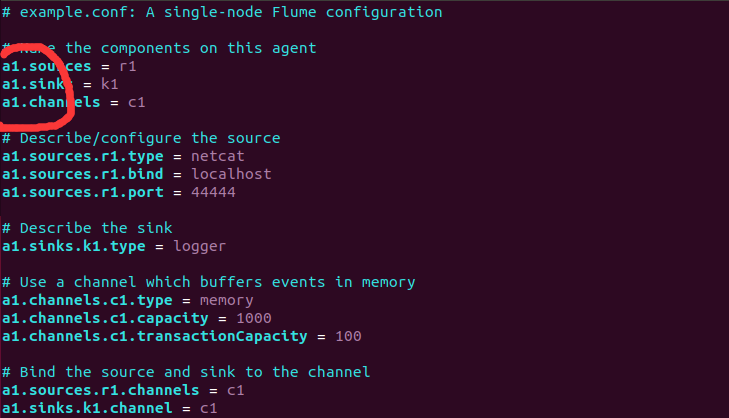 # example.conf: A single-node Flume configuration
# Name the components on this agent
a1.sources = r1
a1.sinks = k1
a1.channels = c1
# Describe/configure the source
a1.sources.r1.type = netcat
a1.sources.r1.bind = localhost
a1.sources.r1.port = 44444
# Describe the sink
a1.sinks.k1.type = logger
# Use a channel which buffers events in memory
a1.channels.c1.type = memory
a1.channels.c1.capacity = 1000
a1.channels.c1.transactionCapacity = 100
# Bind the source and sink to the channel
a1.sources.r1.channels = c1
a1.sinks.k1.channel = c1